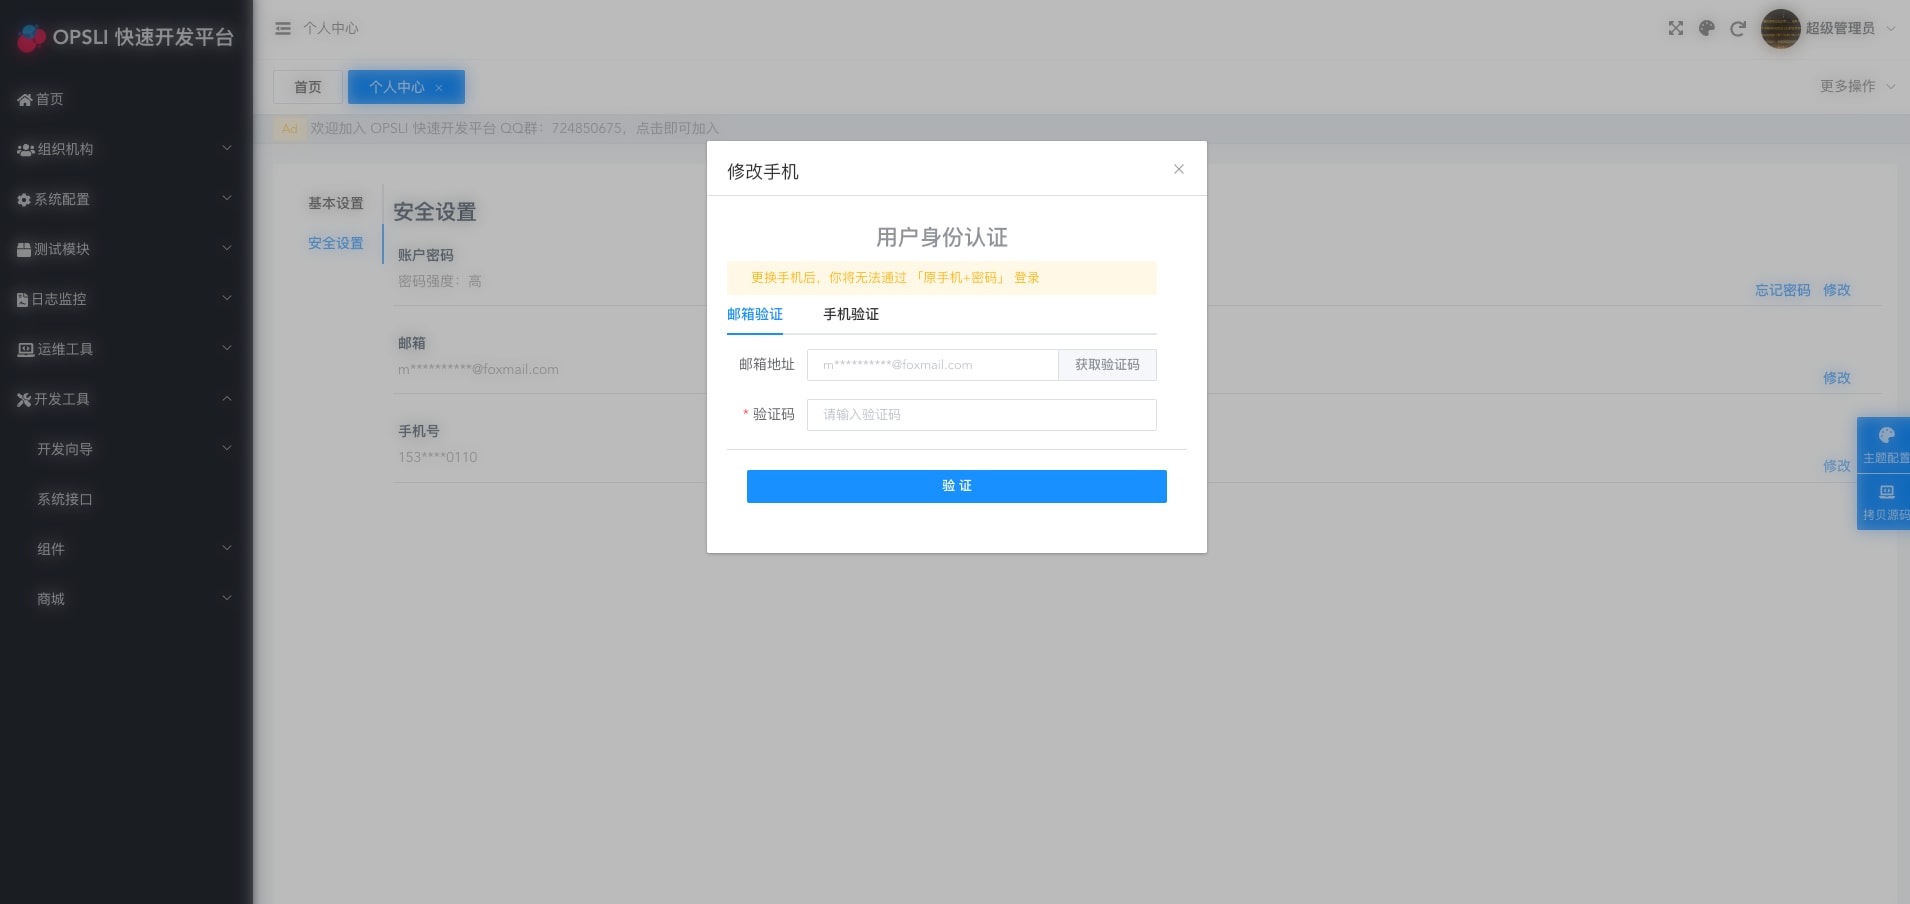 OPSLI 快速开发平台
首页
组织机构
系统配置
测试模块
日志监控
运维工具
开发工具
开发向导
系统接口
组件
商城
个人中心
超级管理员
首页
个人中心 ×
更多操作
Ad 欢迎加入 OPSLI 快速开发平台 QQ群：724850675，点击即可加入
基本设置
安全设置
安全设置
账户密码
密码强度：高
忘记密码 修改
邮箱
m**********@foxmail.com
修改
手机号
153****0110
修改
主题配置
拷贝源码
修改手机
用户身份认证
更换手机后，你将无法通过 「原手机+密码」 登录
邮箱验证 手机验证
邮箱地址 m**********@foxmail.com 获取验证码
* 验证码 请输入验证码
验 证